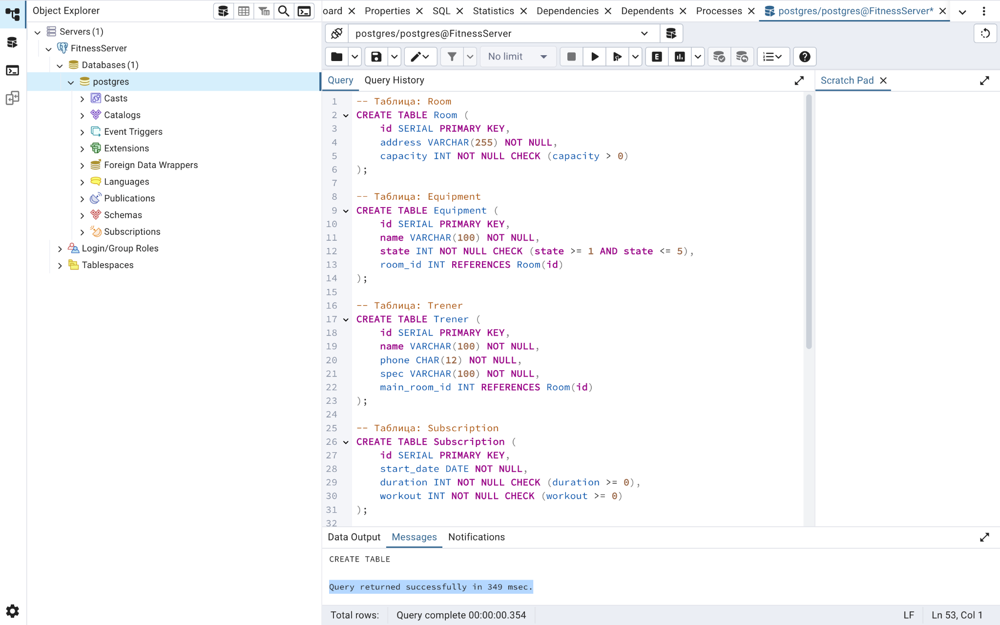 Object Explorer
oard
Properties
SQL
Statistics
Dependencies
Dependents
Processes
postgres/postgres@FitnessServer*
postgres/postgres@FitnessServer
No limit
E
Servers (1)
FitnessServer
Databases (1)
postgres
Casts
Catalogs
Event Triggers
Extensions
Foreign Data Wrappers
Languages
Publications
Schemas
Subscriptions
Login/Group Roles
Tablespaces
Query
Query History
Scratch Pad
1 -- Таблица: Room
2 CREATE TABLE Room (
3 id SERIAL PRIMARY KEY,
4 address VARCHAR(255) NOT NULL,
5 capacity INT NOT NULL CHECK (capacity > 0)
6 );
7
8 -- Таблица: Equipment
9 CREATE TABLE Equipment (
10 id SERIAL PRIMARY KEY,
11 name VARCHAR(100) NOT NULL,
12 state INT NOT NULL CHECK (state >= 1 AND state <= 5),
13 room_id INT REFERENCES Room(id)
14 );
15
16 -- Таблица: Trener
17 CREATE TABLE Trener (
18 id SERIAL PRIMARY KEY,
19 name VARCHAR(100) NOT NULL,
20 phone CHAR(12) NOT NULL,
21 spec VARCHAR(100) NOT NULL,
22 main_room_id INT REFERENCES Room(id)
23 );
24
25 -- Таблица: Subscription
26 CREATE TABLE Subscription (
27 id SERIAL PRIMARY KEY,
28 start_date DATE NOT NULL,
29 duration INT NOT NULL CHECK (duration >= 0),
30 workout INT NOT NULL CHECK (workout >= 0)
31 );
32
Data Output
Messages
Notifications
CREATE TABLE
Query returned successfully in 349 msec.
Total rows:
Query complete 00:00:00.354
LF
Ln 53, Col 1